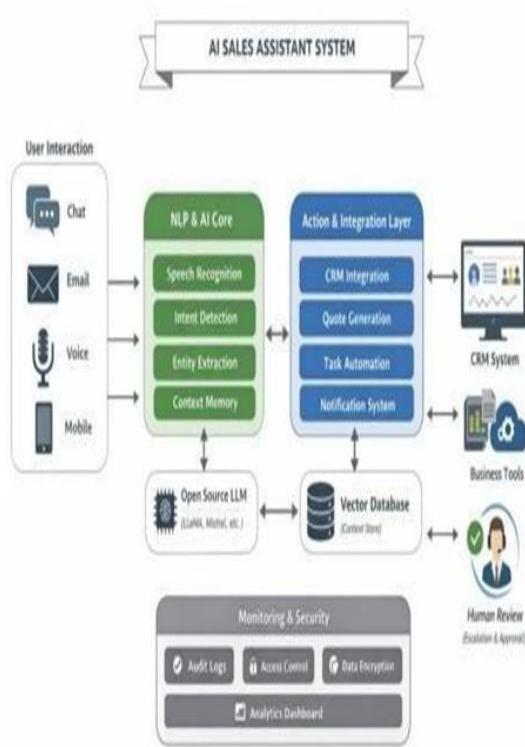 AI SALES ASSISTANT SYSTEM
User Interaction
Chat
Email
Voice
Mobile
NLP & AI Core
Speech Recognition
Intent Detection
Entity Extraction
Context Memory
Action & Integration Layer
CRM Integration
Quote Generation
Task Automation
Notification System
CRM System
Business Tools
Human Review
(Escalation & Approval)
Open Source LLM
(LLaMA, Mistral, etc.)
Vector Database
(Context Store)
Monitoring & Security
Audit Logs
Access Control
Data Encryption
Analytics Dashboard